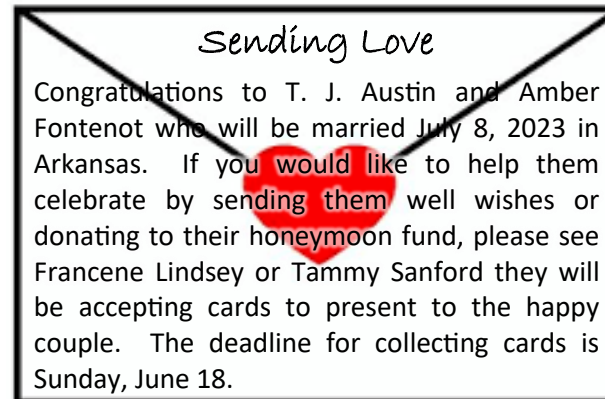 Sending Love
Congratulations to T. J. Austin and Amber
Fontenot who will be married July 8, 2023 in
Arkansas. If you would like to help them
celebrate by sending them well wishes or
donating to their honeymoon fund, please see
Francene Lindsey or Tammy Sanford they will
be accepting cards to present to the happy
couple. The deadline for collecting cards is
Sunday, June 18.